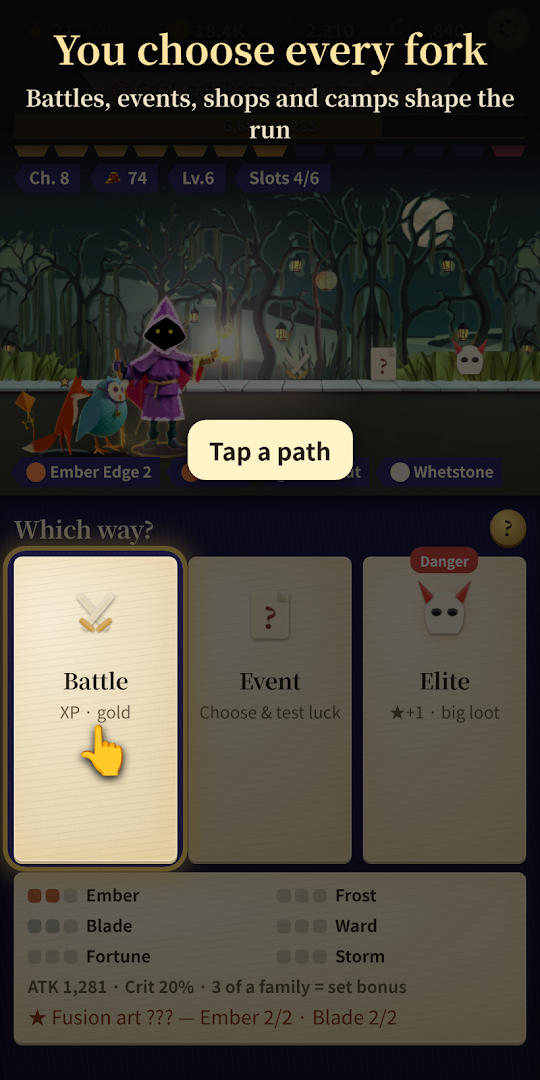 You choose every fork
Battles, events, shops and camps shape the
run
Ch. 8
74
Lv.6
Slots 4/6
?
Tap a path
Ember Edge 2
Whetstone
Which way?
?
Danger
?
Battle
Event
Elite
XP · gold
Choose & test luck
★+1 · big loot
Ember
Frost
Blade
Ward
Fortune
Storm
ATK 1,281 · Crit 20% · 3 of a family = set bonus
★ Fusion art ??? — Ember 2/2 · Blade 2/2